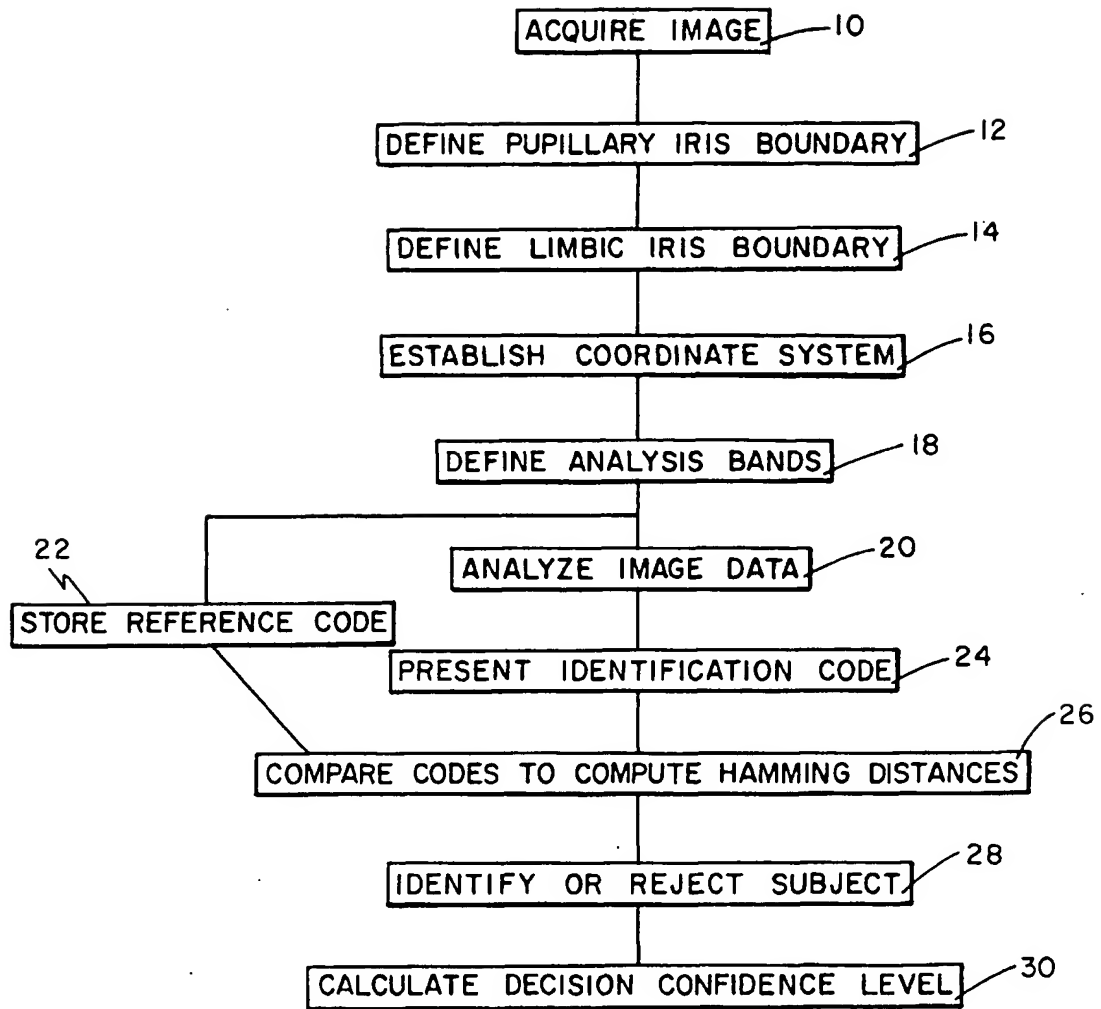 ACQUIRE IMAGE 10
DEFINE PUPILLARY IRIS BOUNDARY 12
DEFINE LIMBIC IRIS BOUNDARY 14
ESTABLISH COORDINATE SYSTEM 16
DEFINE ANALYSIS BANDS 18
22
ANALYZE IMAGE DATA 20
STORE REFERENCE CODE
PRESENT IDENTIFICATION CODE 24
COMPARE CODES TO COMPUTE HAMMING DISTANCES 26
IDENTIFY OR REJECT SUBJECT 28
CALCULATE DECISION CONFIDENCE LEVEL 30